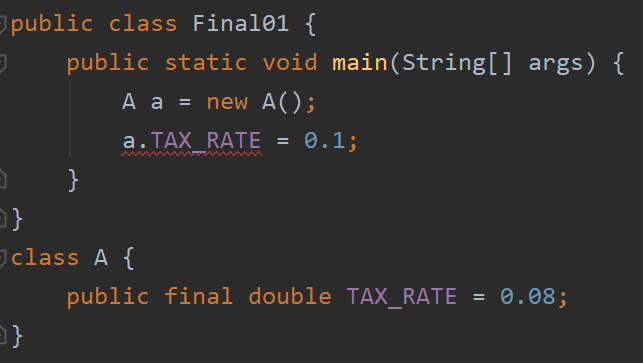 public class Final01 {
    public static void main(String[] args) {
        A a = new A();
        a.TAX_RATE = 0.1;
    }
}
class A {
    public final double TAX_RATE = 0.08;
}